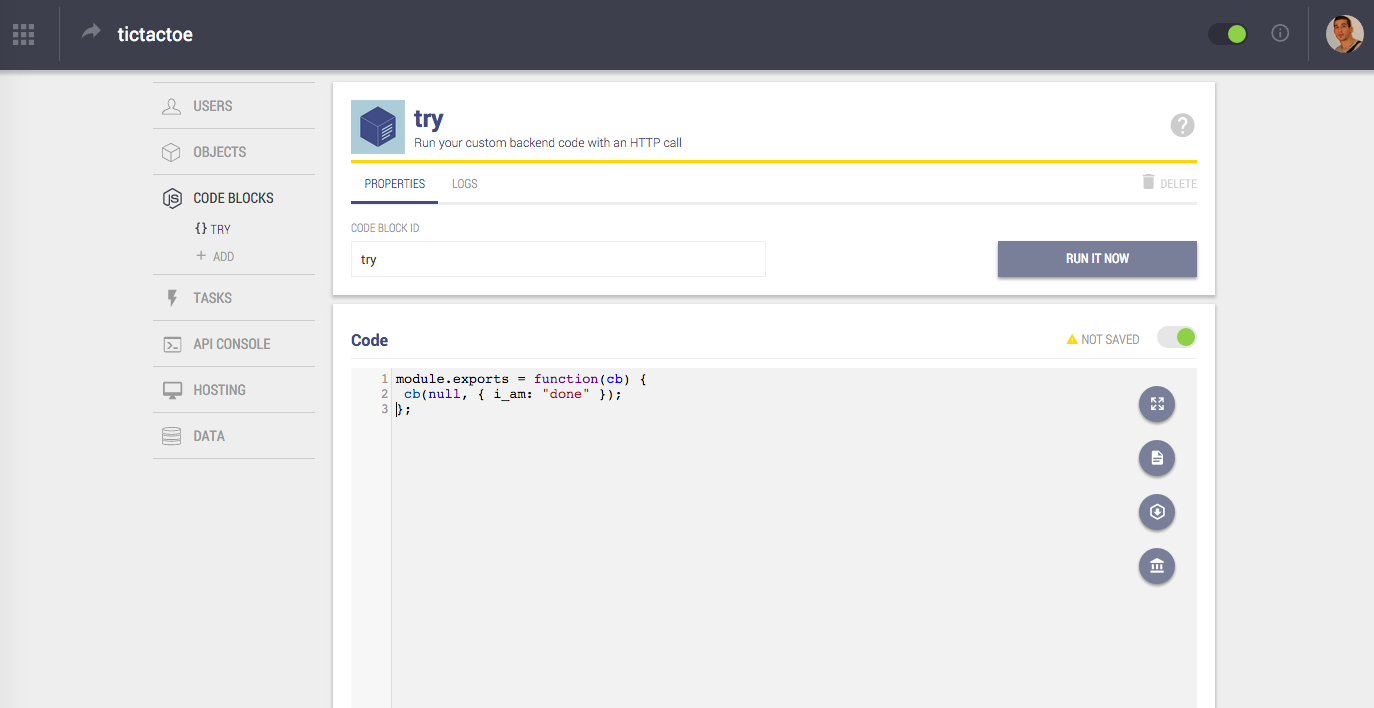 tictactoe
USERS
OBJECTS
JS CODE BLOCKS
{} TRY
+ ADD
TASKS
API CONSOLE
HOSTING
DATA
try
Run your custom backend code with an HTTP call
?
PROPERTIES LOGS DELETE
CODE BLOCK ID
try
RUN IT NOW
Code NOT SAVED
1 module.exports = function(cb) {
2 cb(null, { i_am: "done" });
3 };